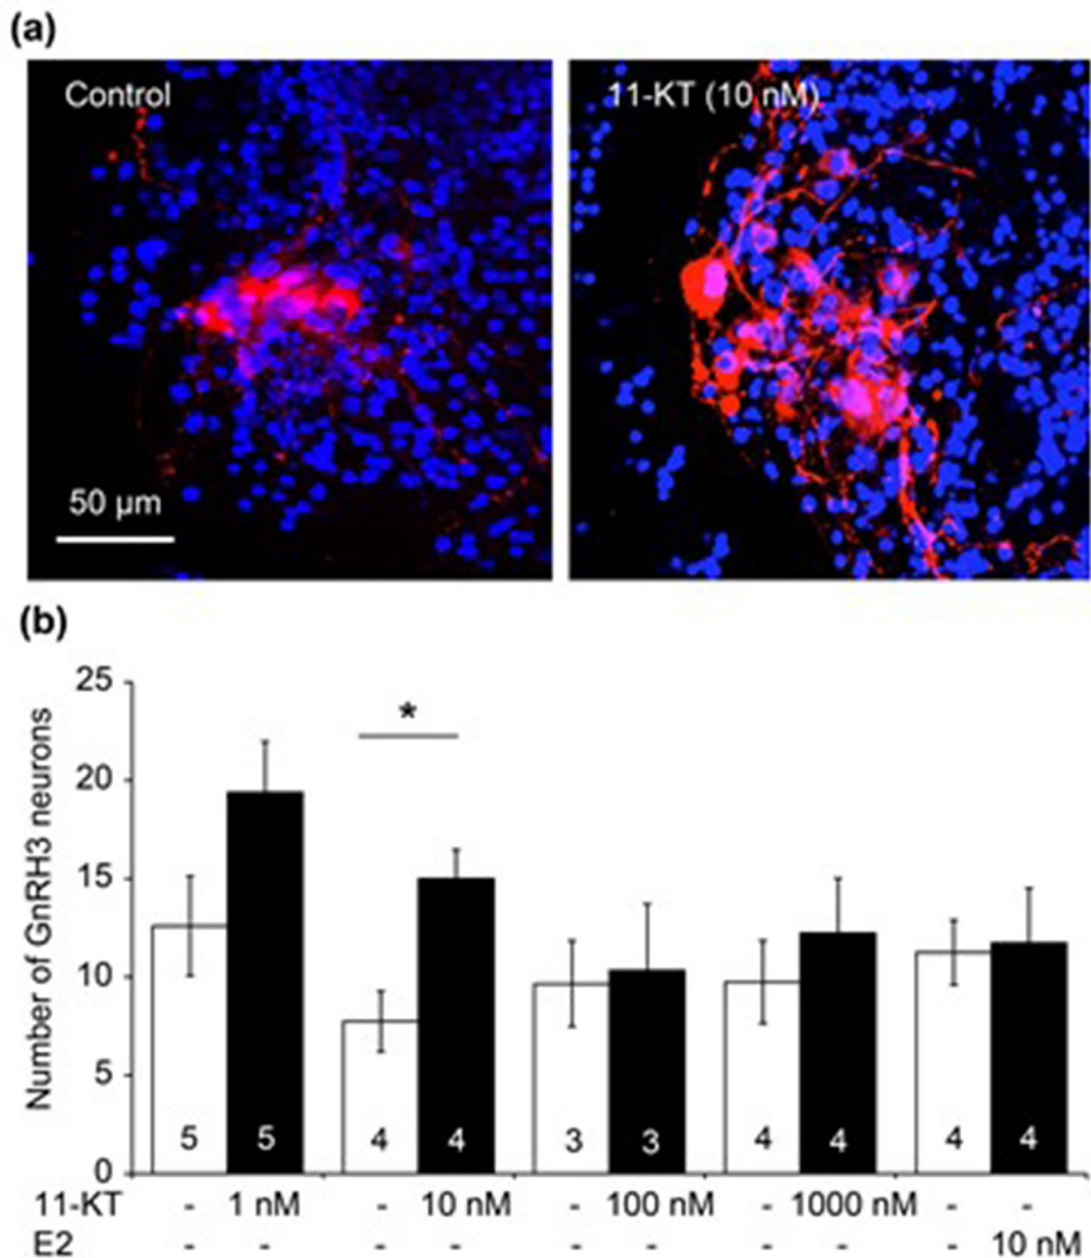 (a)
Control 11-KT (10 nM)
50 µm
(b)
Number of GnRH3 neurons
25
20
15
10
5
0
*
5 5 4 4 3 3 4 4 4 4
11-KT - 1 nM - 10 nM - 100 nM - 1000 nM - -
E2 - - - - - - - - - 10 nM